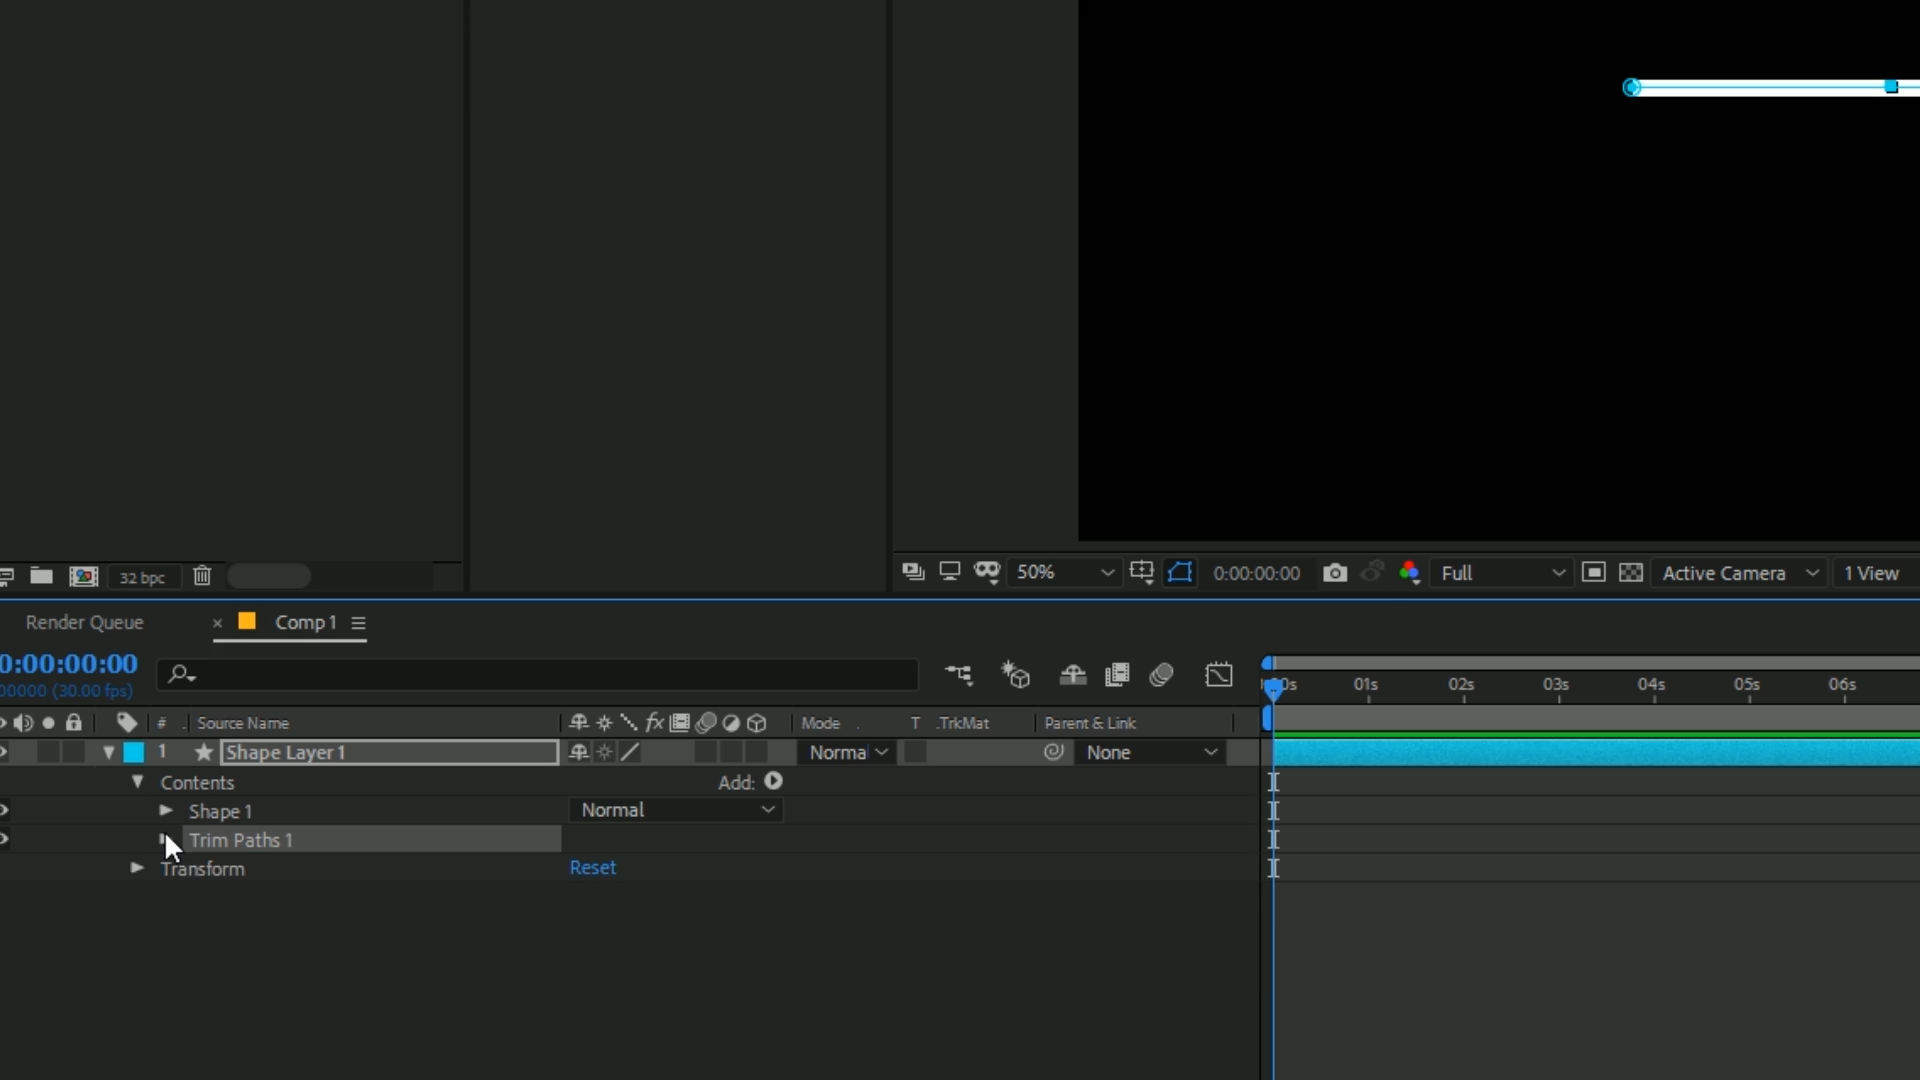 32 bpc
50%
0:00:00:00
Full
Active Camera
1 View
Render Queue
× Comp 1
0:00:00:00
00000 (30.00 fps)
01s 02s 03s 04s 05s 06s
# Source Name fx Mode T .TrkMat Parent & Link
1 Shape Layer 1 Norma None
Contents Add:
Shape 1 Normal
Trim Paths 1
Transform Reset